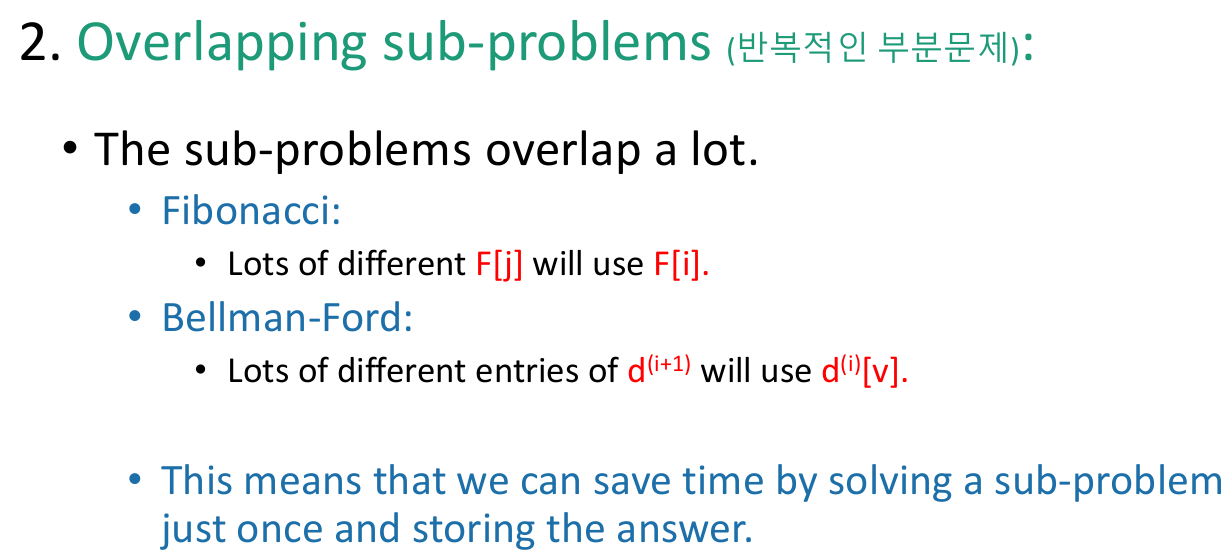 2. Overlapping sub-problems (반복적인 부분문제):
• The sub-problems overlap a lot.
• Fibonacci:
• Lots of different F[j] will use F[i].
• Bellman-Ford:
• Lots of different entries of d⁽ⁱ⁺¹⁾ will use d⁽ⁱ⁾[v].
• This means that we can save time by solving a sub-problem
just once and storing the answer.